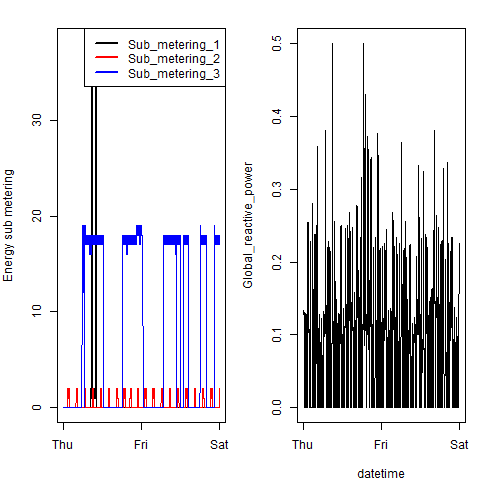 Energy sub metering
0
10
20
30
Thu
Fri
Sat
Sub_metering_1
Sub_metering_2
Sub_metering_3
Global_reactive_power
0.0
0.1
0.2
0.3
0.4
0.5
Thu
Fri
Sat
datetime